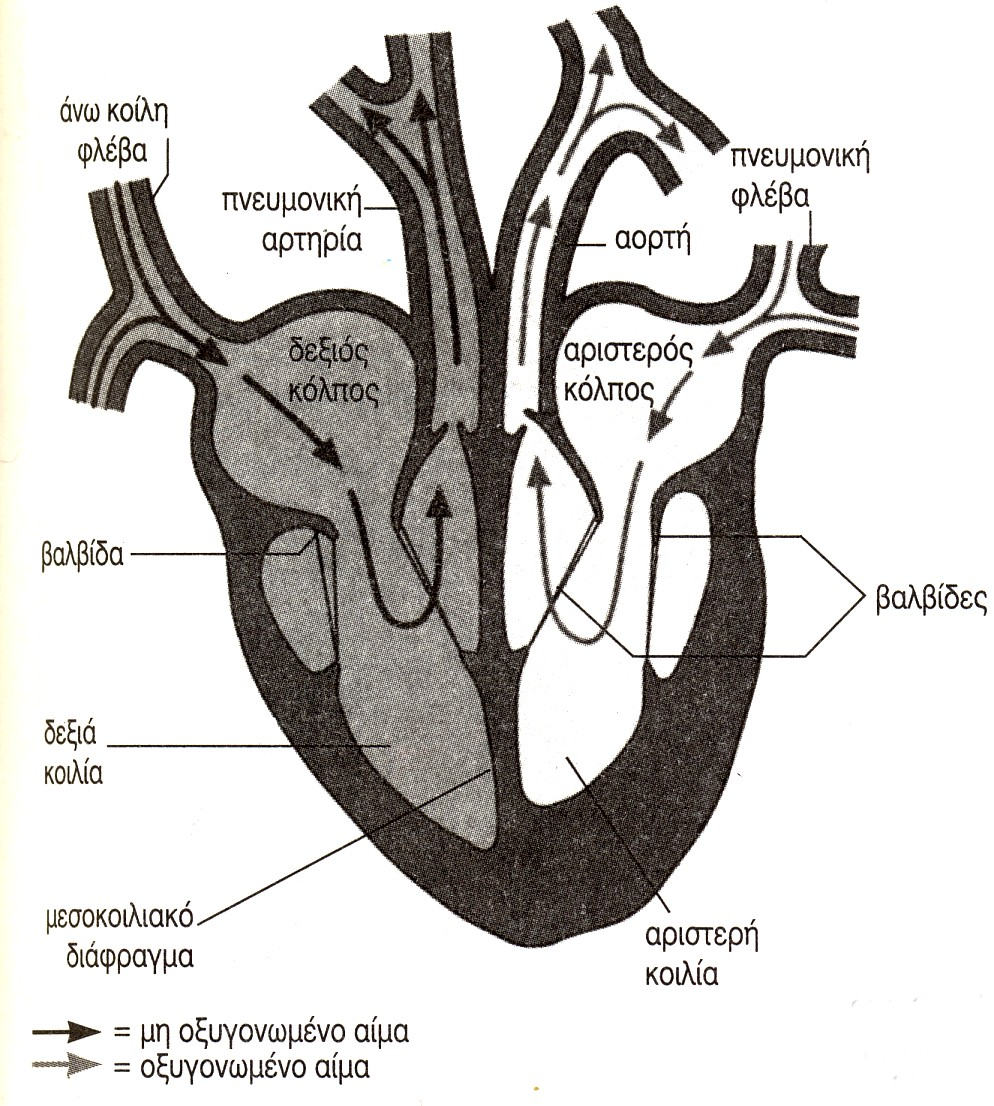 άνω κοίλη
φλέβα
πνευμονική
αρτηρία
αορτή
πνευμονική
φλέβα
δεξιός
κόλπος
αριστερός
κόλπος
βαλβίδα
βαλβίδες
δεξιά
κοιλία
μεσοκοιλιακό
διάφραγμα
αριστερή
κοιλία
= μη οξυγονωμένο αίμα
= οξυγονωμένο αίμα